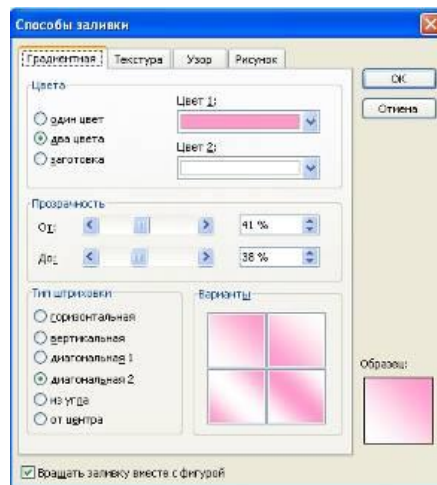 Способы заливки
Градиентная Текстура Узор Рисунок
ОК
Отмена
Цвета
один цвет
два цвета
заготовка
Цвет 1:
Цвет 2:
Прозрачность
От: 41 %
До: 38 %
Тип штриховки
горизонтальная
вертикальная
диагональная 1
диагональная 2
из угла
от центра
Варианты
Образец:
Вращать заливку вместе с фигурой